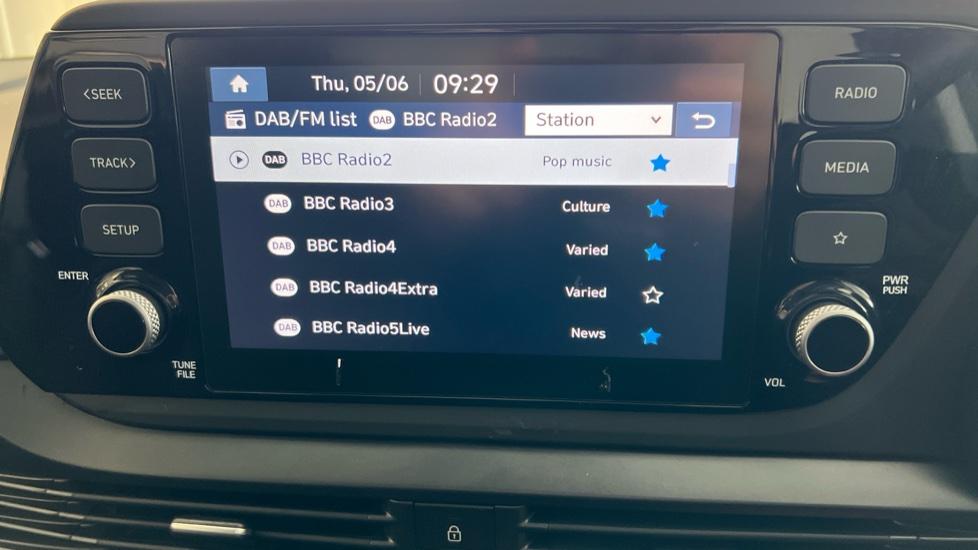 <SEEK
RADIO
TRACK>
MEDIA
SETUP
ENTER
TUNE
FILE
PWR
PUSH
VOL
Thu, 05/06 09:29
DAB/FM list DAB BBC Radio2 Station
DAB BBC Radio2 Pop music
DAB BBC Radio3 Culture
DAB BBC Radio4 Varied
DAB BBC Radio4Extra Varied
DAB BBC Radio5Live News